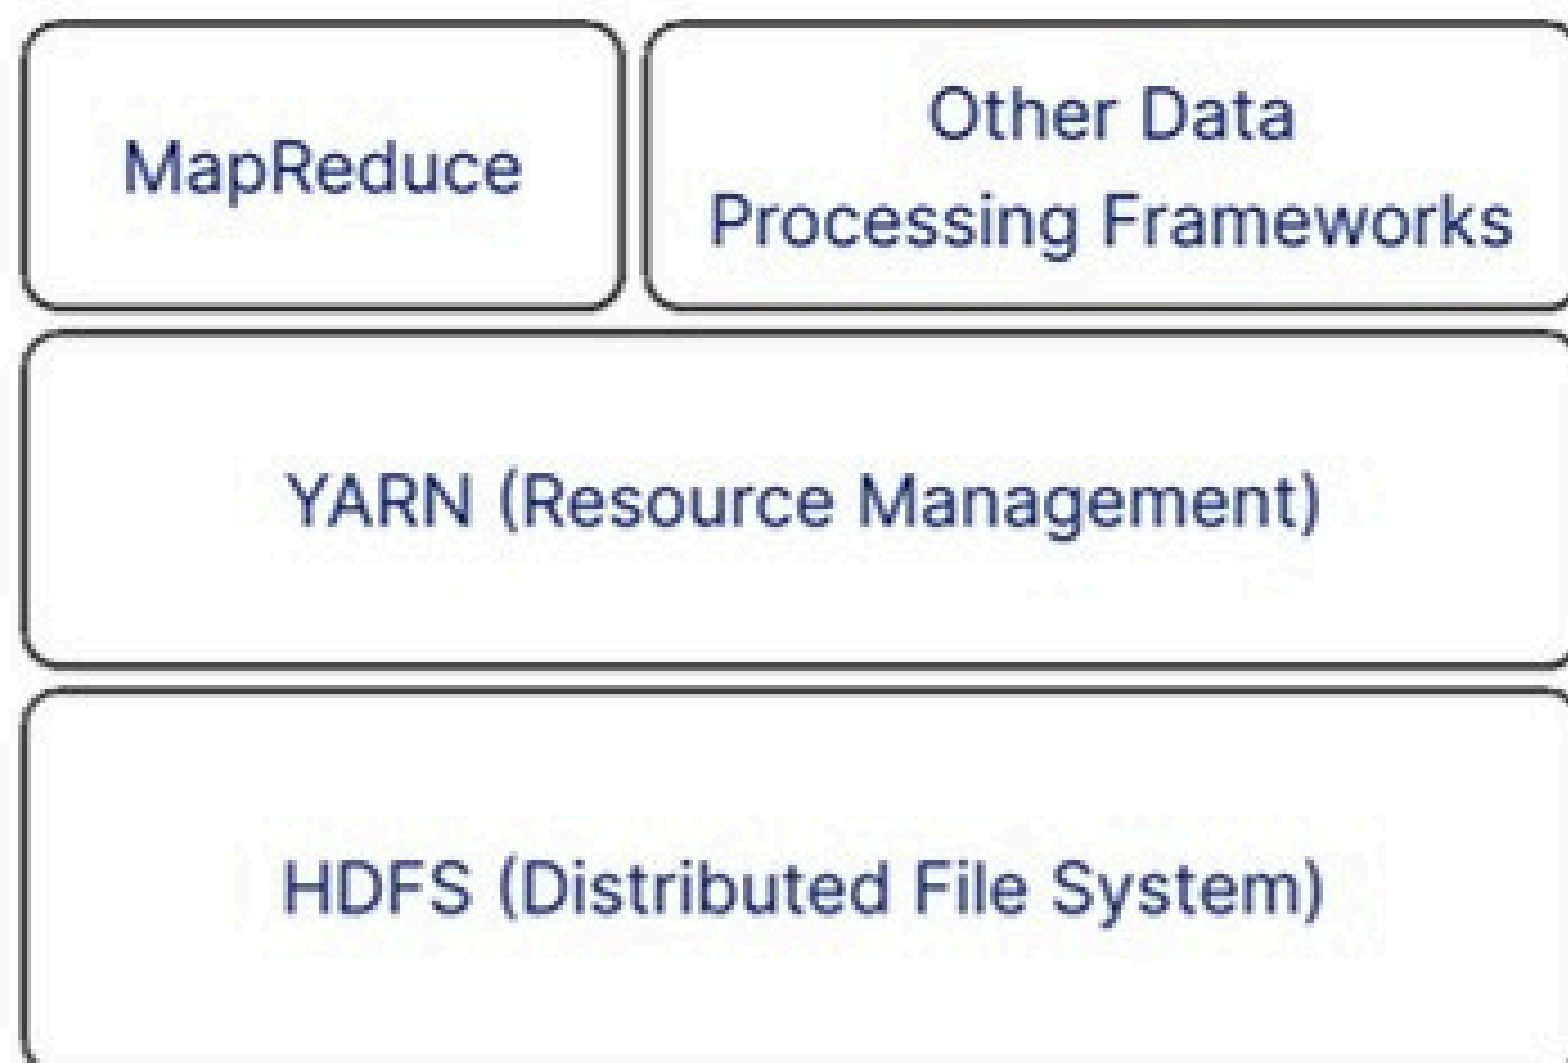 MapReduce
Other Data
Processing Frameworks
YARN (Resource Management)
HDFS (Distributed File System)